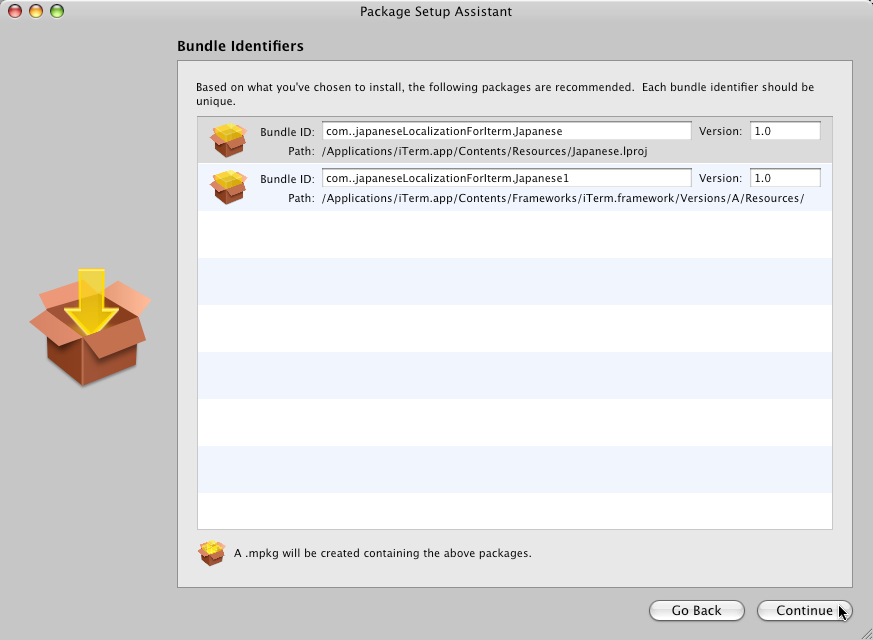 Package Setup Assistant
Bundle Identifiers
Based on what you've chosen to install, the following packages are recommended.  Each bundle identifier should be
unique.
Bundle ID: com..japaneseLocalizationForIterm.Japanese Version: 1.0
Path: /Applications/iTerm.app/Contents/Resources/Japanese.lproj
Bundle ID: com..japaneseLocalizationForIterm.Japanese1 Version: 1.0
Path: /Applications/iTerm.app/Contents/Frameworks/iTerm.framework/Versions/A/Resources/
A .mpkg will be created containing the above packages.
Go Back Continue